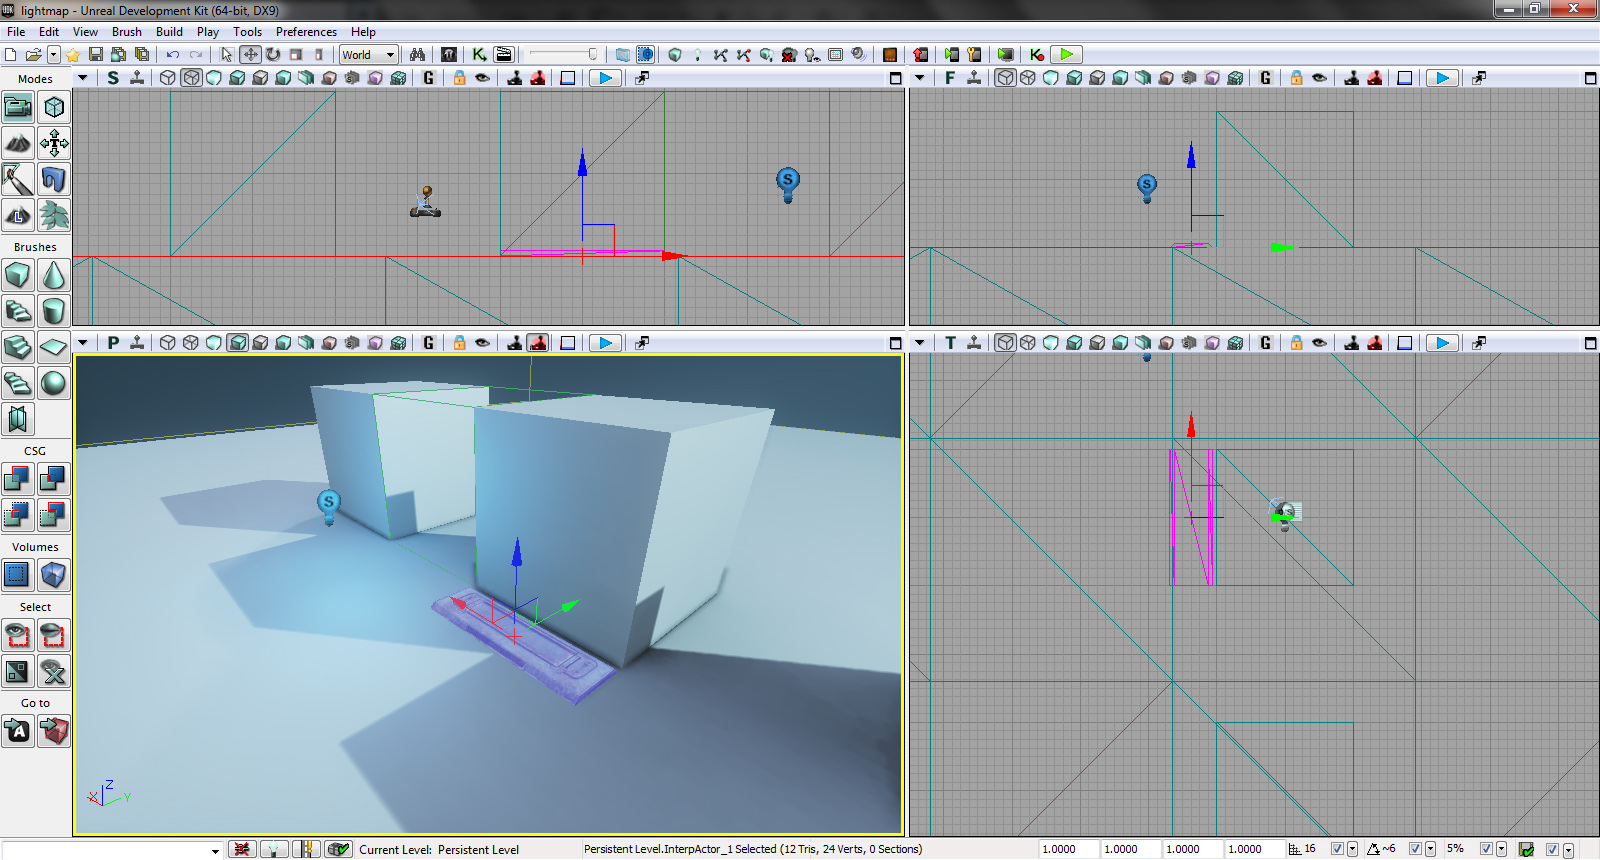 lightmap - Unreal Development Kit (64-bit, DX9)
File Edit View Brush Build Play Tools Preferences Help
World
Modes
S G
F G
Brushes
CSG
Volumes
Select
Go to
P G
T G
S
S
S
Z
X Y
Current Level: Persistent Level
Persistent Level.InterpActor_1 Selected (12 Tris, 24 Verts, 0 Sections)
1.0000 1.0000 1.0000 1.0000 16 ~6 5%